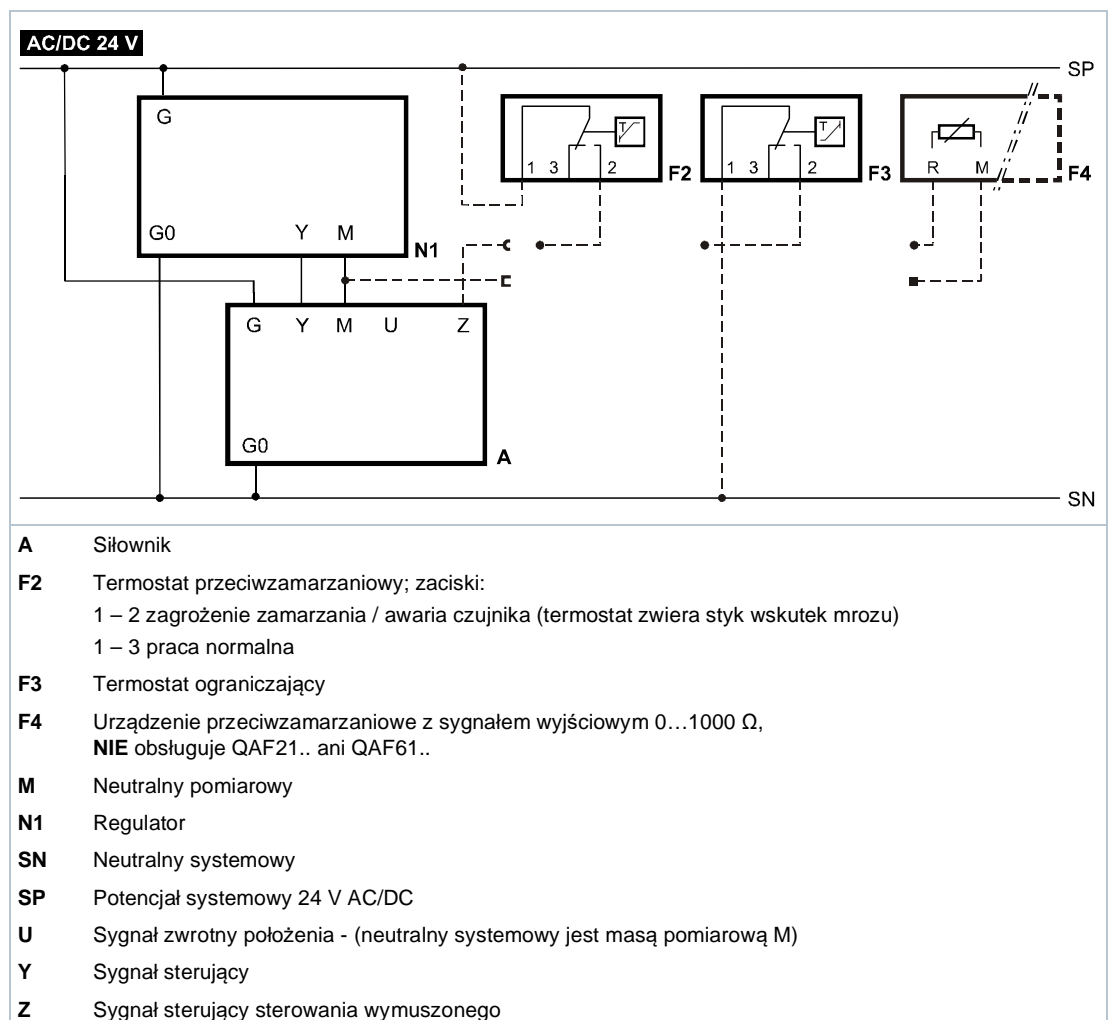 AC/DC 24 V
SP
G
1 3 2 F2
1 3 2 F3
R M F4
G0 Y M N1
G Y M U Z
G0 A
SN
A Siłownik
F2 Termostat przeciwzamarzaniowy; zaciski:
1 – 2 zagrożenie zamarzania / awaria czujnika (termostat zwiera styk wskutek mrozu)
1 – 3 praca normalna
F3 Termostat ograniczający
F4 Urządzenie przeciwzamarzaniowe z sygnałem wyjściowym 0…1000 Ω,
NIE obsługuje QAF21.. ani QAF61..
M Neutralny pomiarowy
N1 Regulator
SN Neutralny systemowy
SP Potencjał systemowy 24 V AC/DC
U Sygnał zwrotny położenia - (neutralny systemowy jest masą pomiarową M)
Y Sygnał sterujący
Z Sygnał sterujący sterowania wymuszonego